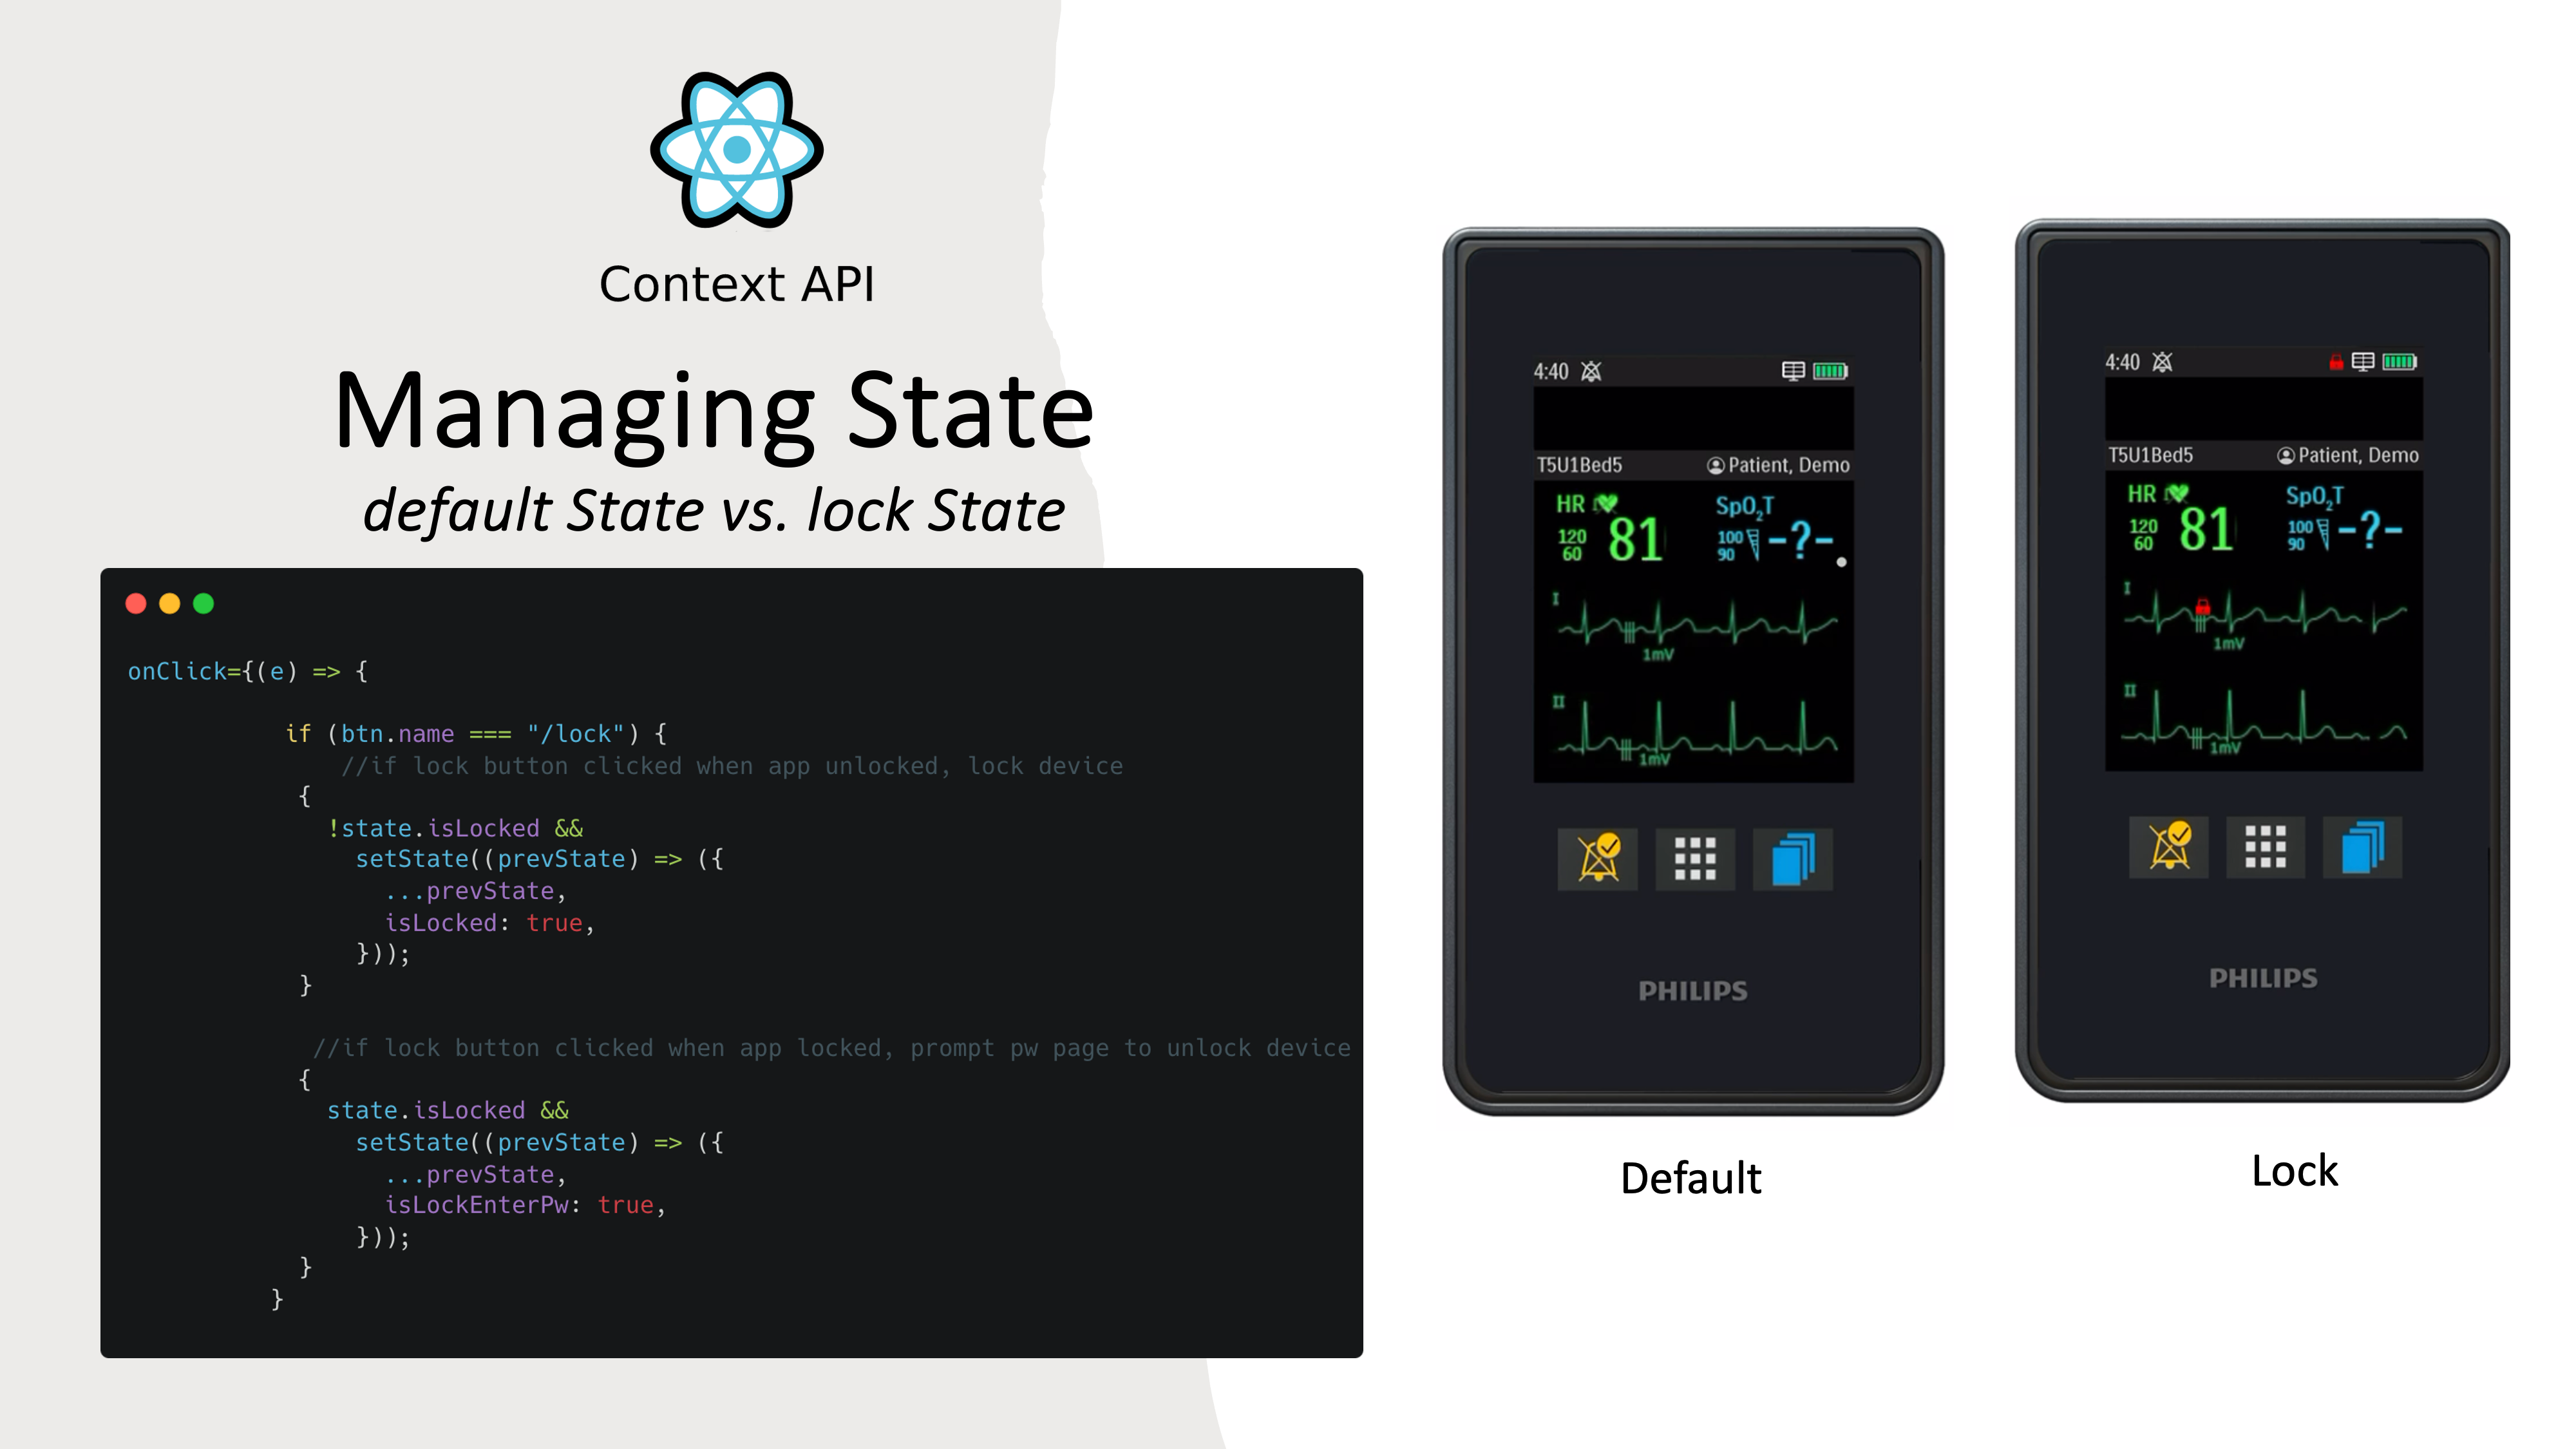 Context API
Managing State
default State vs. lock State
onClick={(e) => {
if (btn.name === "/lock") {
//if lock button clicked when app unlocked, lock device
{
!state.isLocked &&
setState((prevState) => ({
...prevState,
isLocked: true,
}));
}
//if lock button clicked when app locked, prompt pw page to unlock device
{
state.isLocked &&
setState((prevState) => ({
...prevState,
isLockEnterPw: true,
}));
}
}
4:40
T5U1Bed5 Patient, Demo
HR SpO₂T
120 81 100 -?-
60 90
I
1mV
II
1mV
PHILIPS
Default
4:40
T5U1Bed5 Patient, Demo
HR SpO₂T
120 81 100 -?-
60 90
I
1mV
II
1mV
PHILIPS
Lock